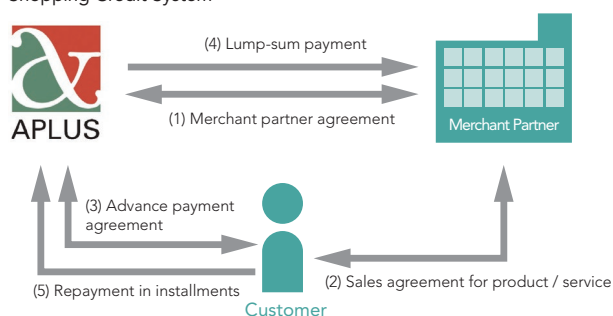 Shopping Credit System
(4) Lump-sum payment
&
APLUS
(1) Merchant partner agreement
Merchant Partner
(3) Advance payment
agreement
(2) Sales agreement for product / service
(5) Repayment in installments
Customer